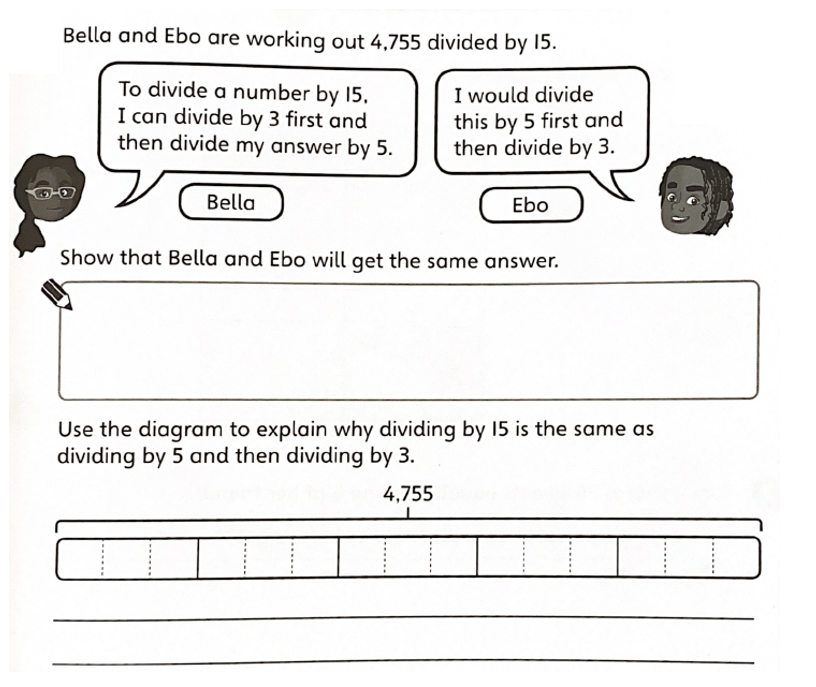 Bella and Ebo are working out 4,755 divided by 15.
To divide a number by 15,
I can divide by 3 first and
then divide my answer by 5.
Bella
I would divide
this by 5 first and
then divide by 3.
Ebo
Show that Bella and Ebo will get the same answer.
Use the diagram to explain why dividing by 15 is the same as
dividing by 5 and then dividing by 3.
4,755